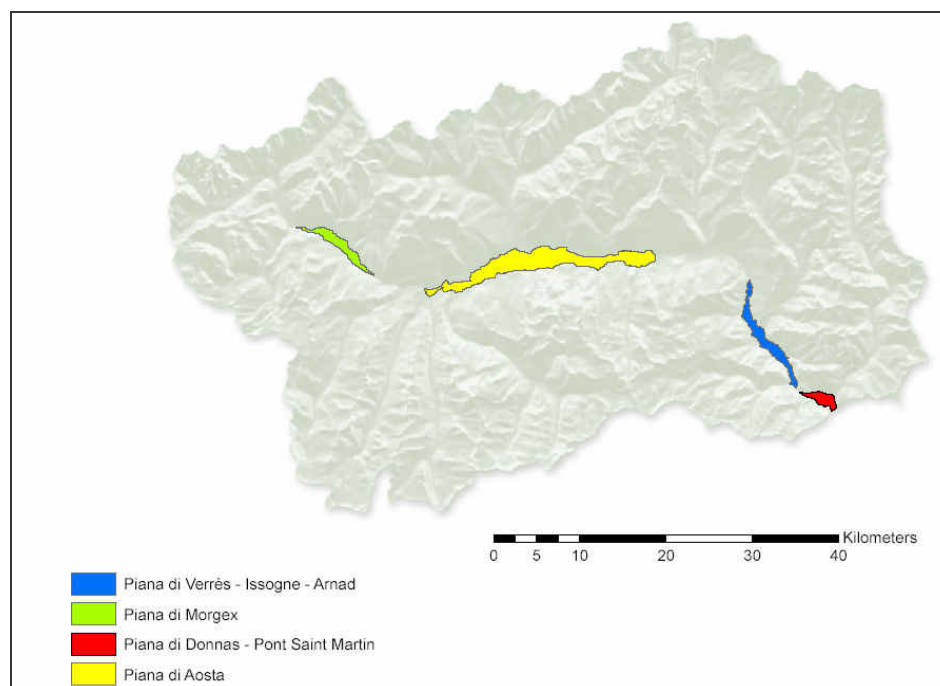 Kilometers
0 5 10 20 30 40
Piana di Verrès - Issogne - Arnad
Piana di Morgex
Piana di Donnas - Pont Saint Martin
Piana di Aosta